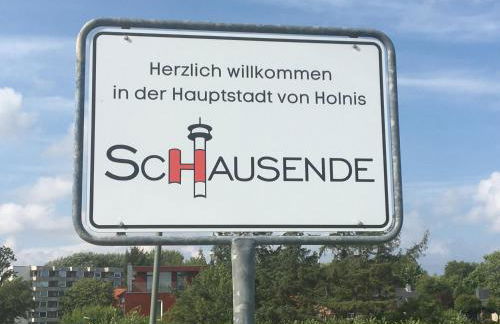 Herzlich willkommen
in der Hauptstadt von Holnis
SCHAUSENDE